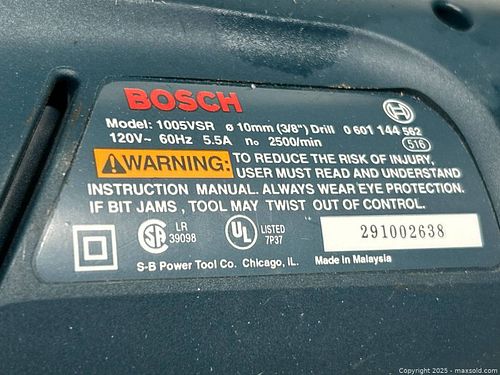 BOSCH
Model: 1005VSR ø 10mm (3/8") Drill 0 601 144 562
120V~ 60Hz 5.5A n₀ 2500/min 516
WARNING: TO REDUCE THE RISK OF INJURY,
USER MUST READ AND UNDERSTAND
INSTRUCTION MANUAL. ALWAYS WEAR EYE PROTECTION.
IF BIT JAMS, TOOL MAY TWIST OUT OF CONTROL.
SA LR 39098
UL LISTED 7P37
291002638
S-B Power Tool Co. Chicago, IL. Made in Malaysia
Copyright 2025 - maxsold.com